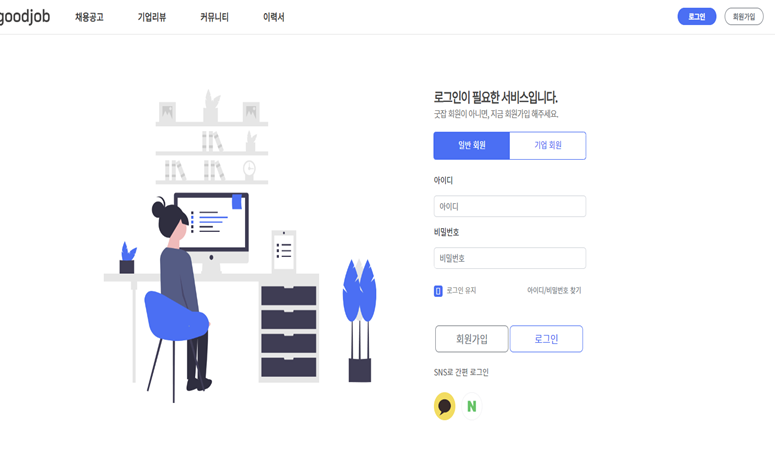 goodjob 채용공고 기업리뷰 커뮤니티 이력서 로그인 회원가입
로그인이 필요한 서비스입니다.
굿잡 회원이 아니면, 지금 회원가입 해주세요.
일반 회원 기업 회원
아이디
아이디
비밀번호
비밀번호
로그인 유지 아이디/비밀번호 찾기
회원가입 로그인
SNS로 간편 로그인
N